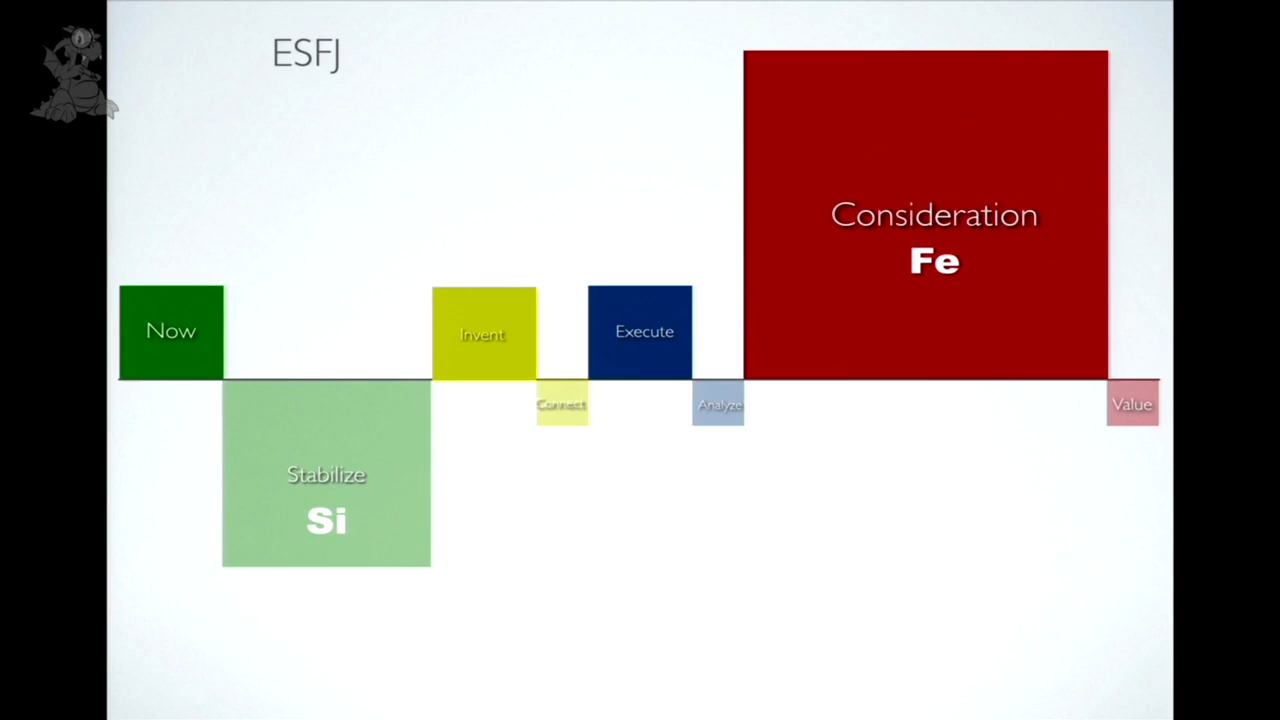 ESFJ
Consideration
Fe
Now
Invent
Execute
Connect
Analyze
Value
Stabilize
Si